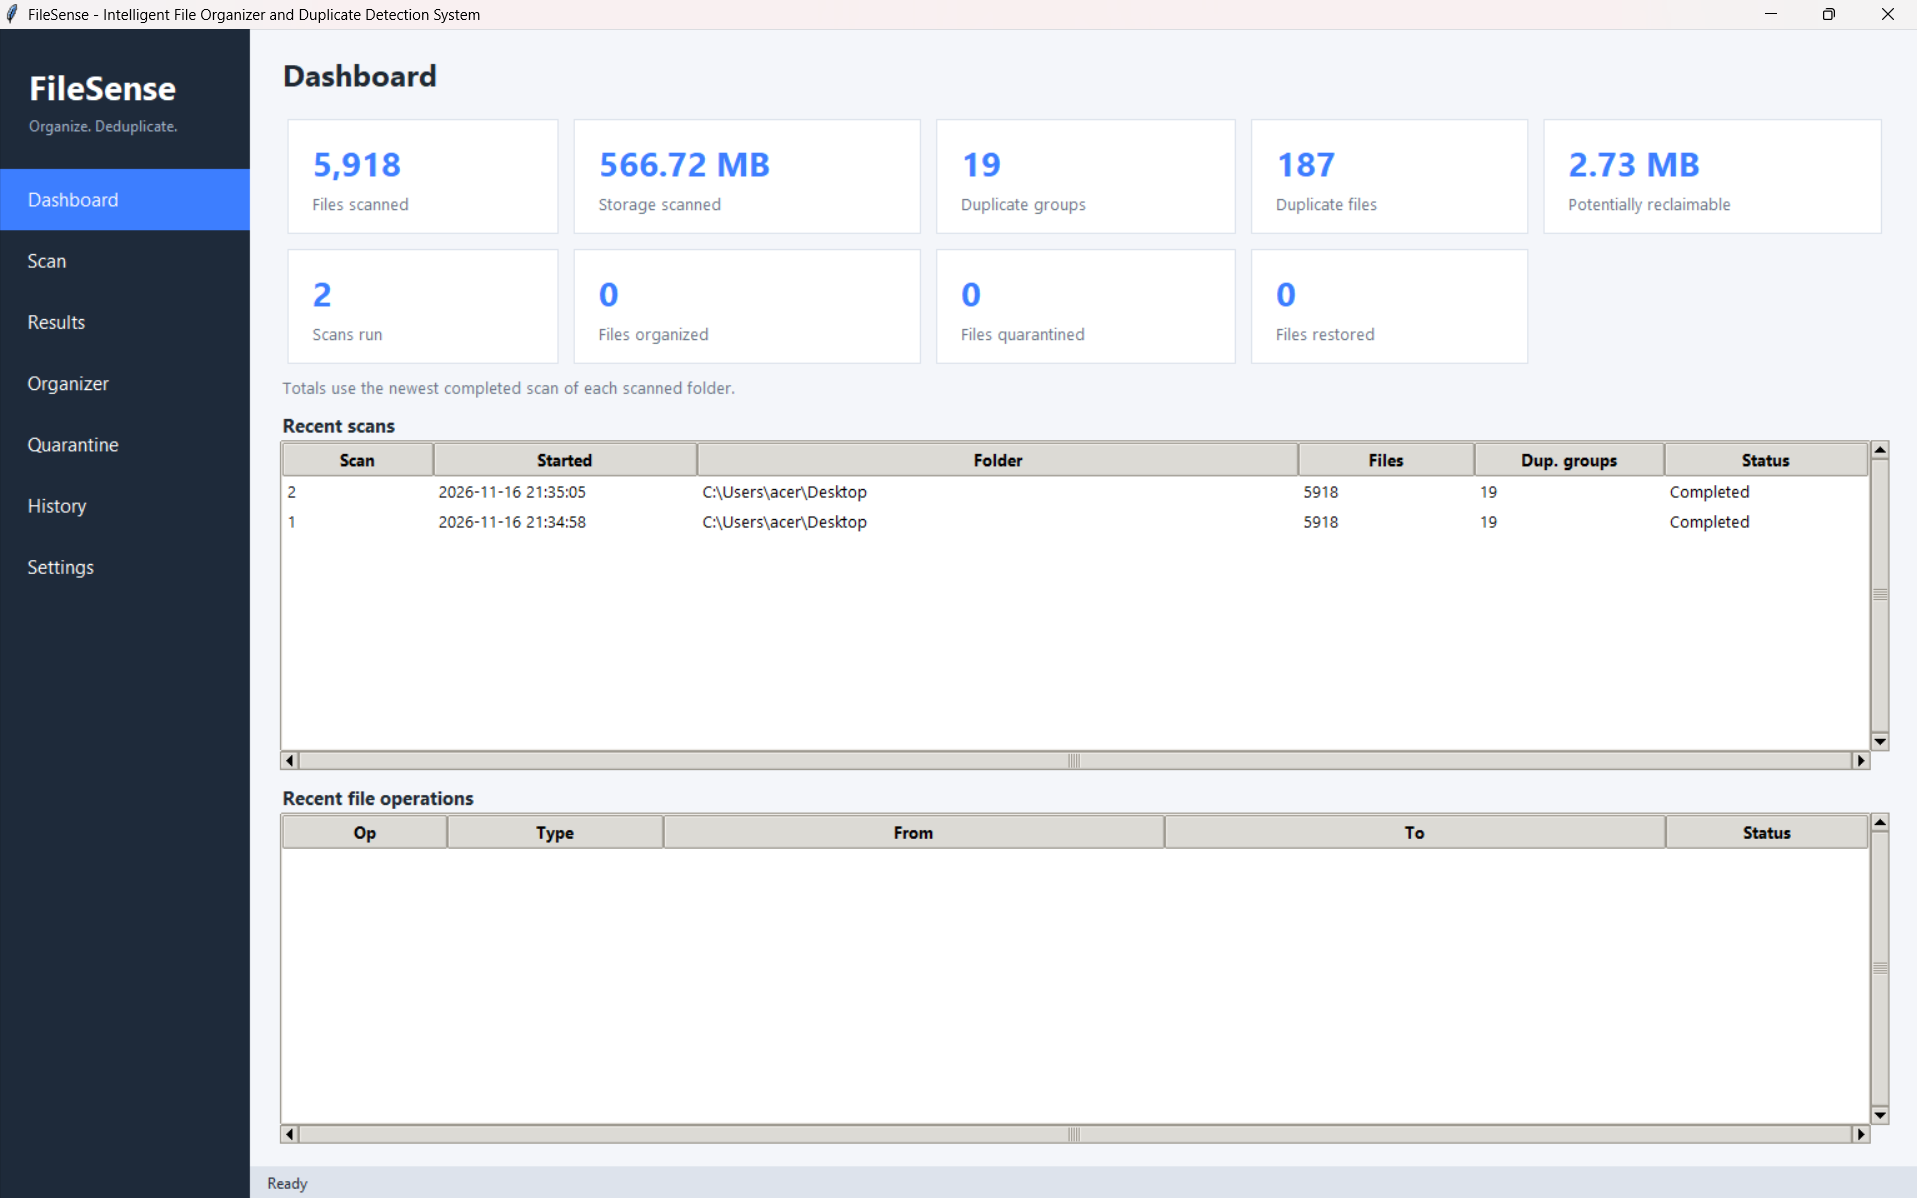 FileSense - Intelligent File Organizer and Duplicate Detection System
FileSense
Organize. Deduplicate.
Dashboard
Scan
Results
Organizer
Quarantine
History
Settings
Dashboard
5,918
Files scanned
566.72 MB
Storage scanned
19
Duplicate groups
187
Duplicate files
2.73 MB
Potentially reclaimable
2
Scans run
0
Files organized
0
Files quarantined
0
Files restored
Totals use the newest completed scan of each scanned folder.
Recent scans
Scan Started Folder Files Dup. groups Status
2 2026-11-16 21:35:05 C:\Users\acer\Desktop 5918 19 Completed
1 2026-11-16 21:34:58 C:\Users\acer\Desktop 5918 19 Completed
Recent file operations
Op Type From To Status
Ready